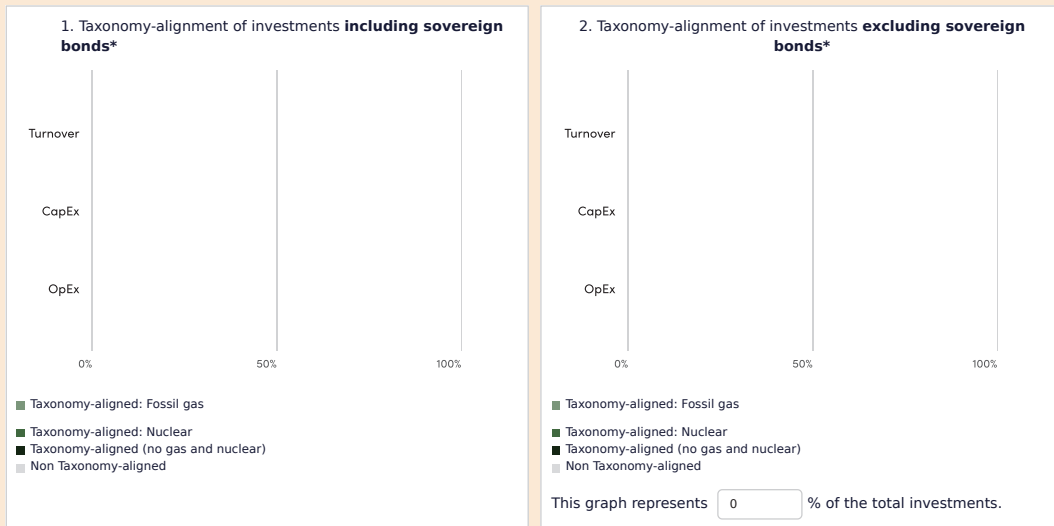 1. Taxonomy-alignment of investments including sovereign
bonds*
Turnover
CapEx
OpEx
0% 50% 100%
Taxonomy-aligned: Fossil gas
Taxonomy-aligned: Nuclear
Taxonomy-aligned (no gas and nuclear)
Non Taxonomy-aligned
2. Taxonomy-alignment of investments excluding sovereign
bonds*
Turnover
CapEx
OpEx
0% 50% 100%
Taxonomy-aligned: Fossil gas
Taxonomy-aligned: Nuclear
Taxonomy-aligned (no gas and nuclear)
Non Taxonomy-aligned
This graph represents 0 % of the total investments.